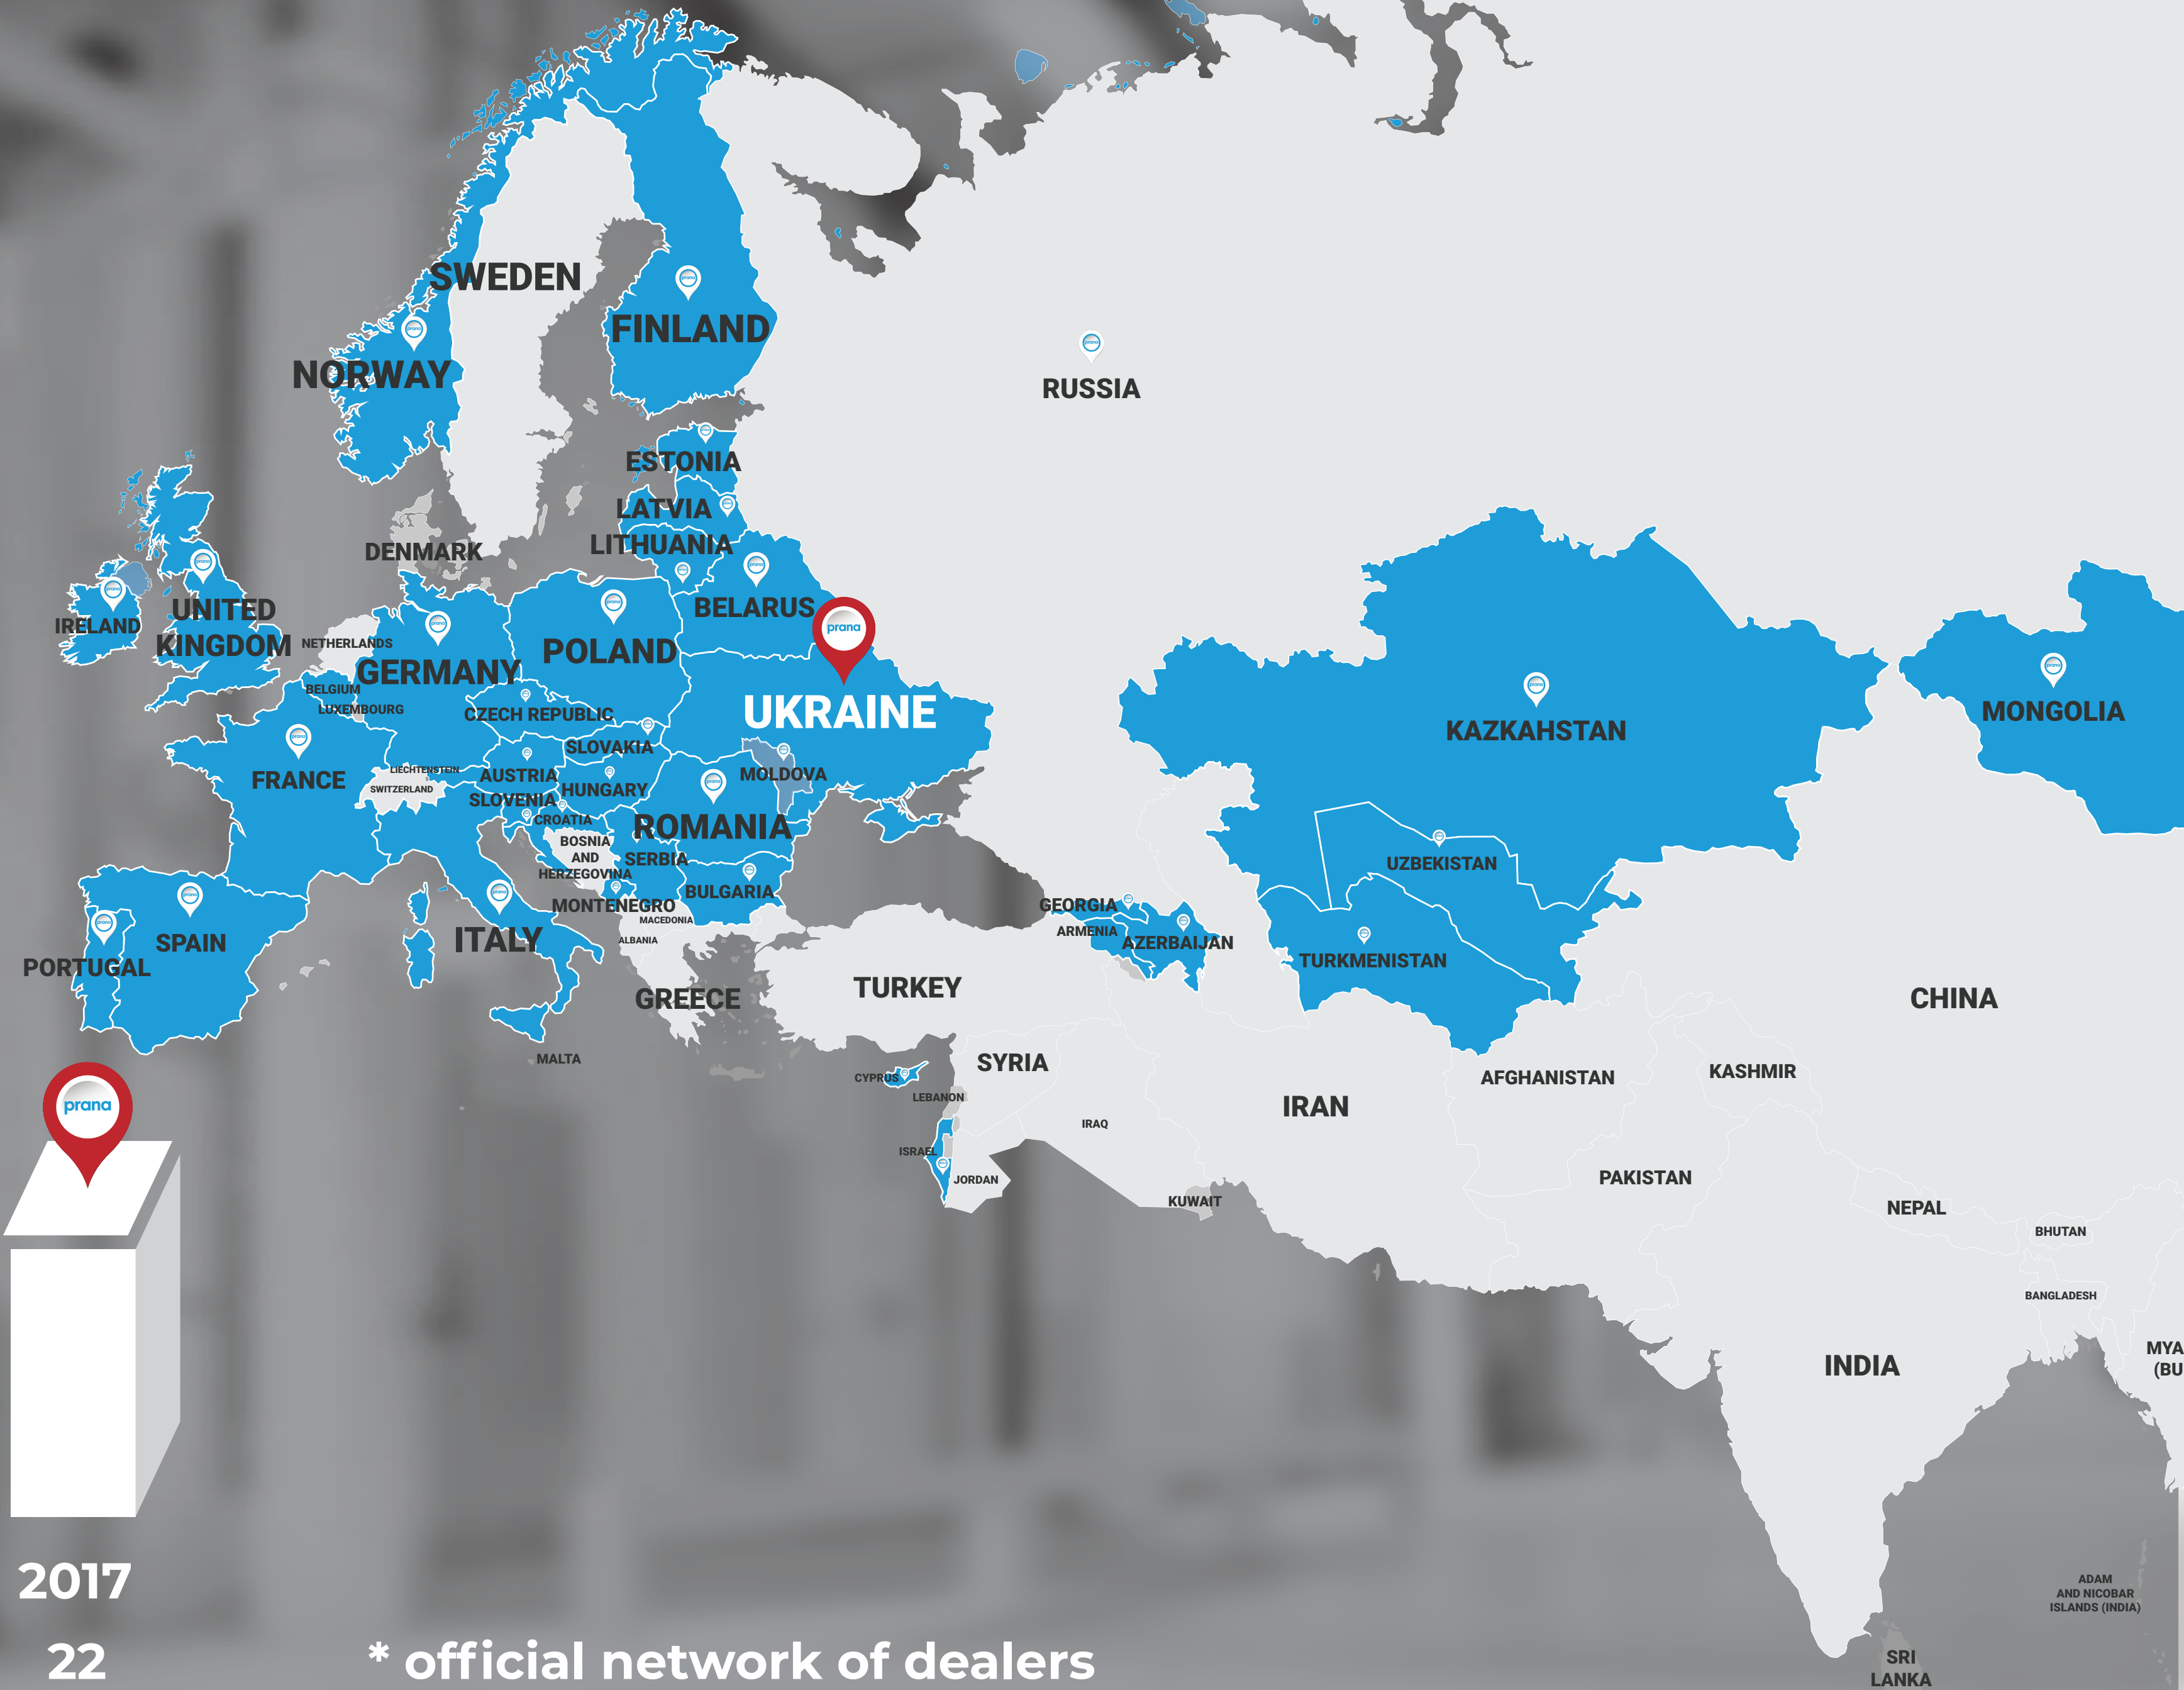 SWEDEN
FINLAND
NORWAY
RUSSIA
ESTONIA
LATVIA
LITHUANIA
DENMARK
BELARUS
UNITED
KINGDOM
IRELAND
prana
NETHERLANDS
POLAND
GERMANY
BELGIUM
LUXEMBOURG
CZECH REPUBLIC
UKRAINE
KAZKAHSTAN
MONGOLIA
SLOVAKIA
FRANCE
LIECHTENSTEIN
SWITZERLAND
AUSTRIA
MOLDOVA
HUNGARY
SLOVENIA
CROATIA
ROMANIA
BOSNIA
AND
HERZEGOVINA
SERBIA
BULGARIA
UZBEKISTAN
MONTENEGRO
MACEDONIA
GEORGIA
ARMENIA
AZERBAIJAN
SPAIN
ITALY
ALBANIA
PORTUGAL
TURKMENISTAN
TURKEY
GREECE
CHINA
MALTA
SYRIA
CYPRUS
LEBANON
AFGHANISTAN
KASHMIR
prana
IRAN
IRAQ
ISRAEL
JORDAN
PAKISTAN
KUWAIT
NEPAL
BHUTAN
BANGLADESH
MYA
(BU
INDIA
2017
ADAM
AND NICOBAR
ISLANDS (INDIA)
22
* official network of dealers
SRI
LANKA